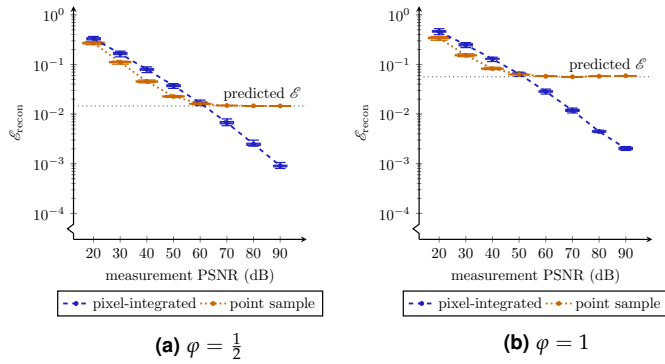 10^0
10^−1
10^−2
10^−3
10^−4
ℰ_recon
predicted ℰ
20 30 40 50 60 70 80 90
measurement PSNR (dB)
pixel-integrated point sample
(a) φ = 1/2
10^0
10^−1
10^−2
10^−3
10^−4
ℰ_recon
predicted ℰ
20 30 40 50 60 70 80 90
measurement PSNR (dB)
pixel-integrated point sample
(b) φ = 1